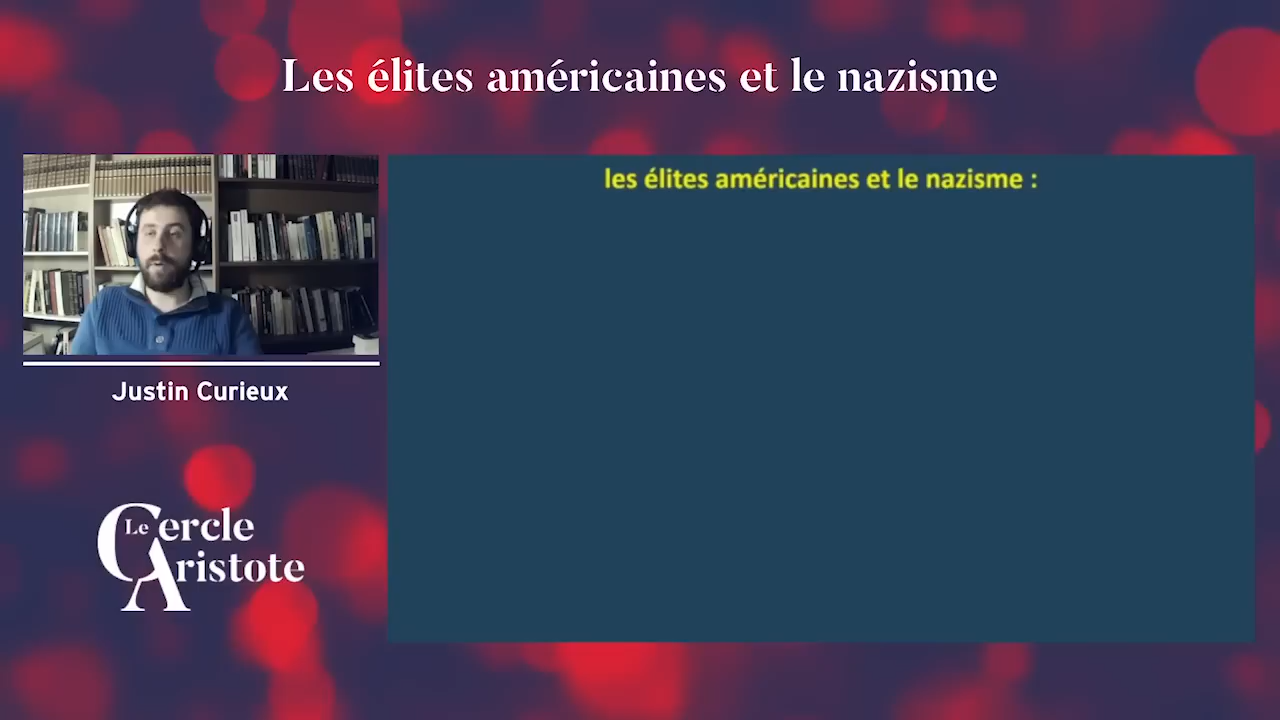 Les élites américaines et le nazisme
les élites américaines et le nazisme :
Justin Curieux
Le Cercle
Aristote